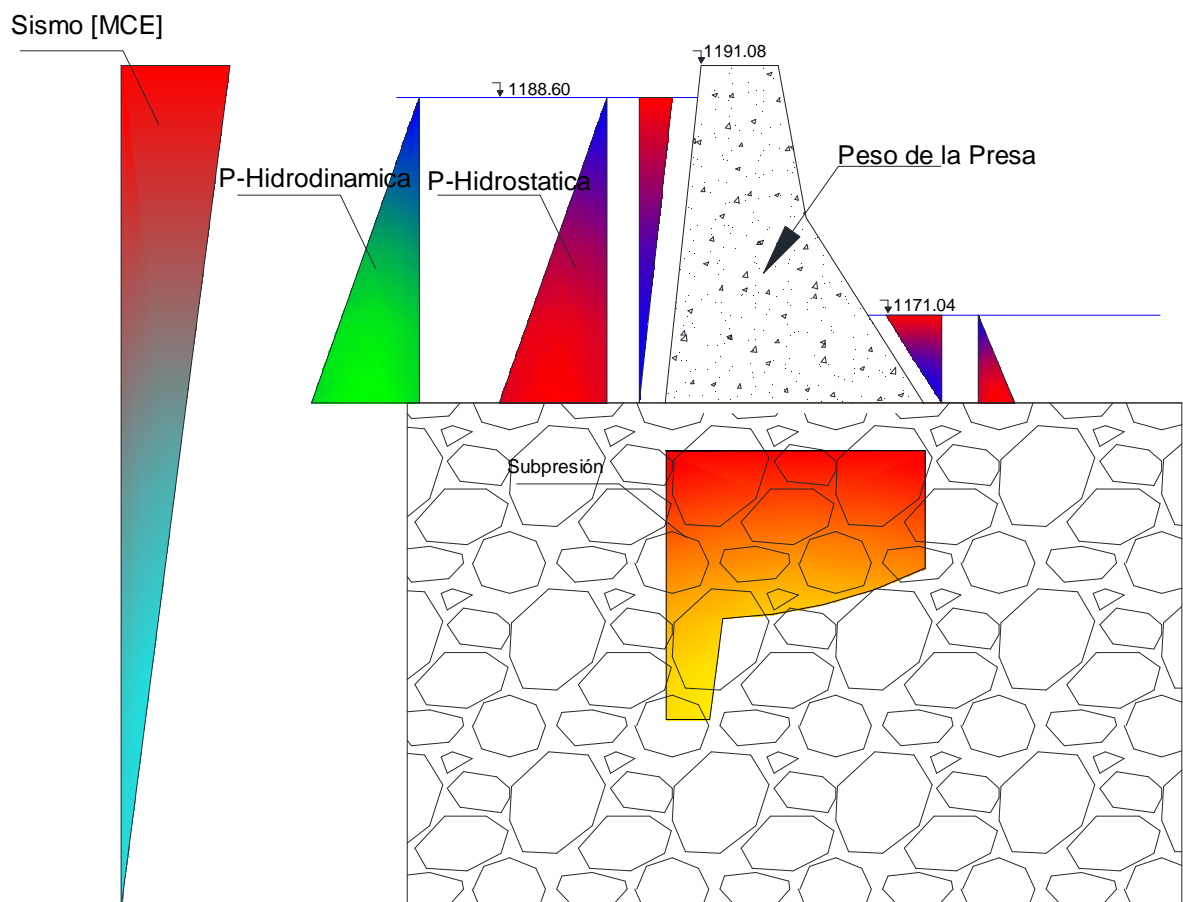 Sismo [MCE]
1191.08
1188.60
P-Hidrodinamica
P-Hidrostatica
Peso de la Presa
1171.04
Subpresión